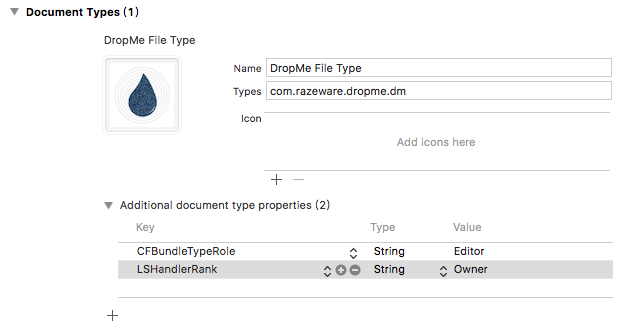 Document Types (1)
DropMe File Type
Name DropMe File Type
Types com.razeware.dropme.dm
Icon
Add icons here
Additional document type properties (2)
Key Type Value
CFBundleTypeRole String Editor
LSHandlerRank String Owner